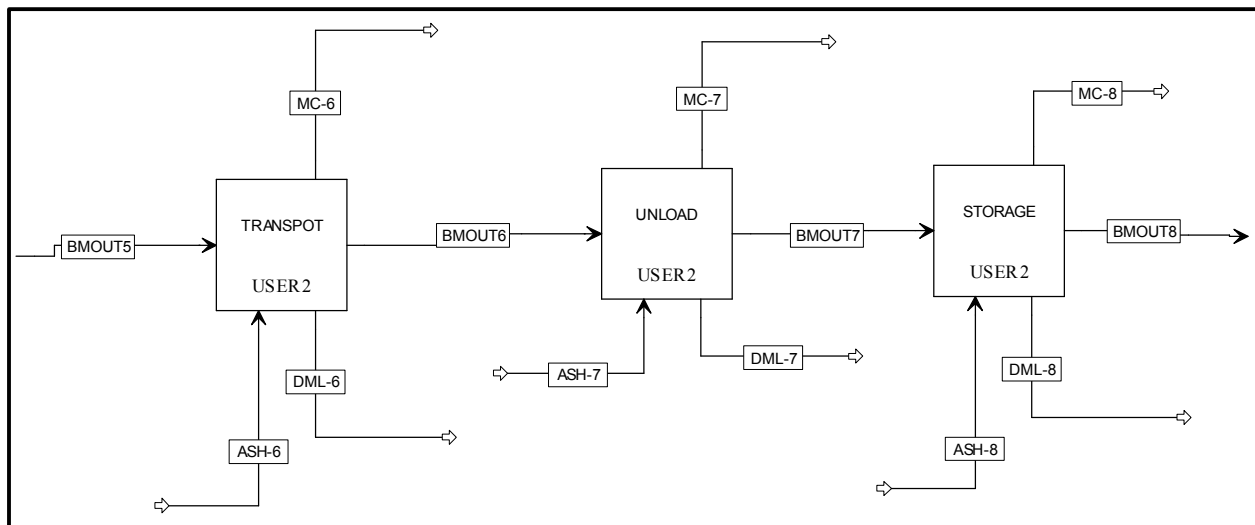 MC-6
MC-7
MC-8
TRANSPOT
USER2
UNLOAD
USER2
STORAGE
USER2
BMOUT5
BMOUT6
BMOUT7
BMOUT8
DML-6
ASH-7
DML-7
DML-8
ASH-6
ASH-8